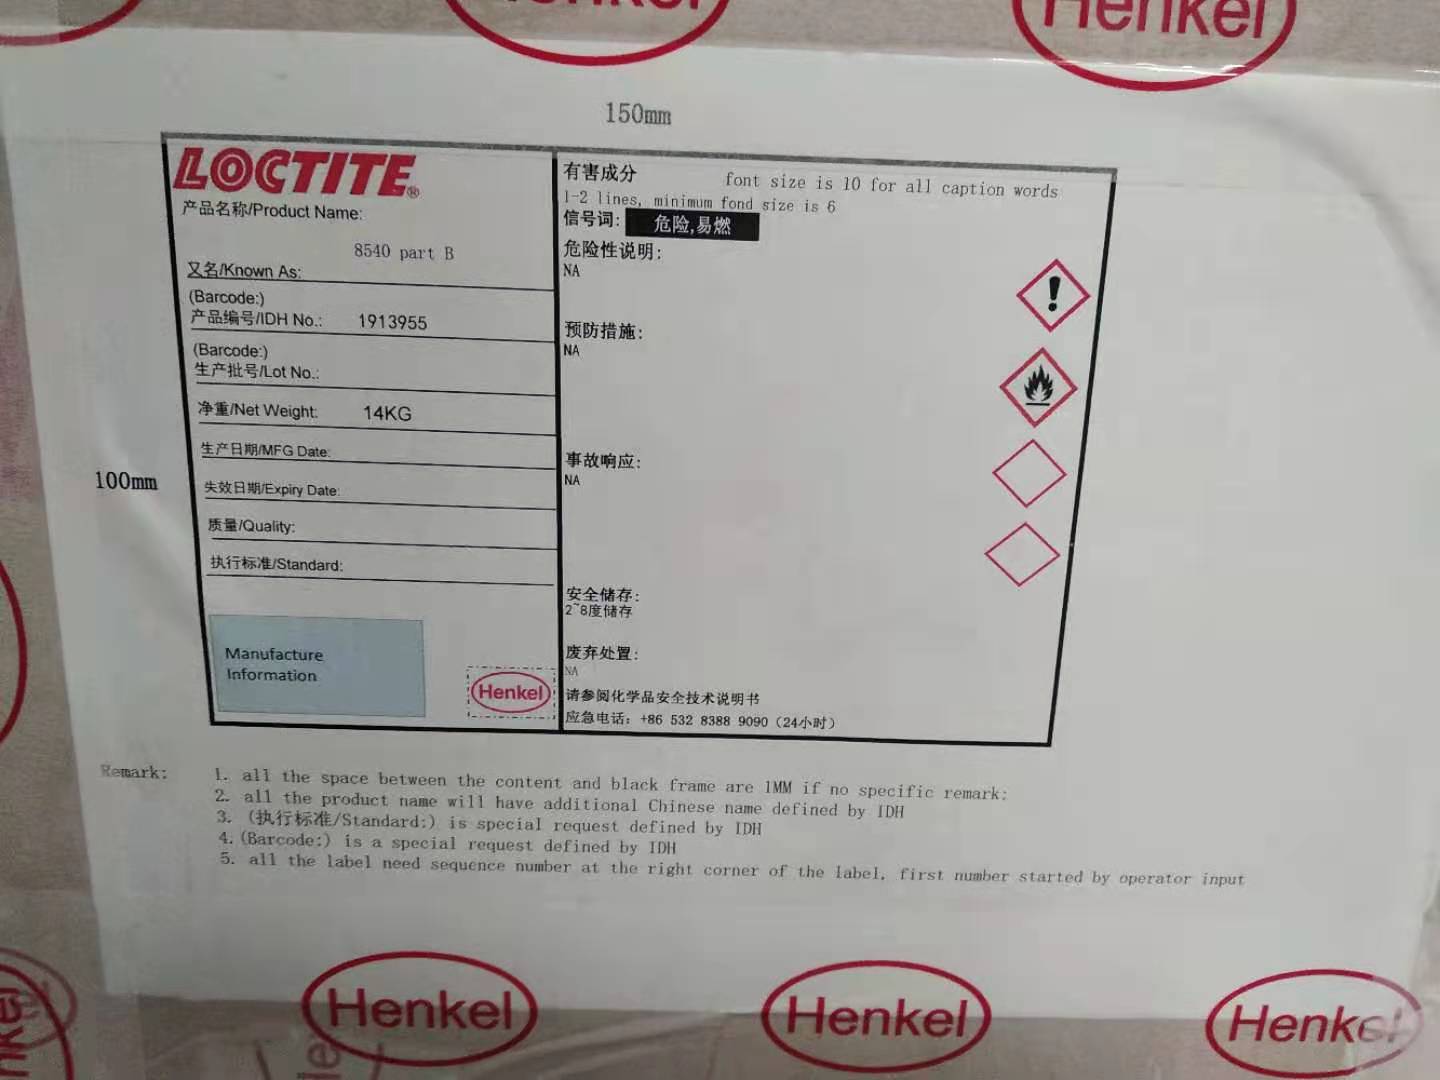 Henkel
Henkel
150mm
LOCTITE®
产品名称/Product Name:
8540 part B
又名/Known As:
(Barcode:)
产品编号/IDH No.: 1913955
(Barcode:)
生产批号/Lot No.:
净重/Net Weight: 14KG
生产日期/MFG Date:
失效日期/Expiry Date:
质量/Quality:
执行标准/Standard:
Manufacture
Information
Henkel
100mm
有害成分 font size is 10 for all caption words
1-2 lines, minimum fond size is 6
信号词: 危险,易燃
危险性说明:
NA
预防措施:
NA
事故响应:
NA
安全储存:
2~8度储存
废弃处置:
NA
请参阅化学品安全技术说明书
应急电话: +86 532 8388 9090 (24小时)
Remark:
1. all the space between the content and black frame are 1MM if no specific remark:
2. all the product name will have additional Chinese name defined by IDH
3. (执行标准/Standard:) is special request defined by IDH
4. (Barcode:) is a special request defined by IDH
5. all the label need sequence number at the right corner of the label, first number started by operator input
Henkel
Henkel
Henkel